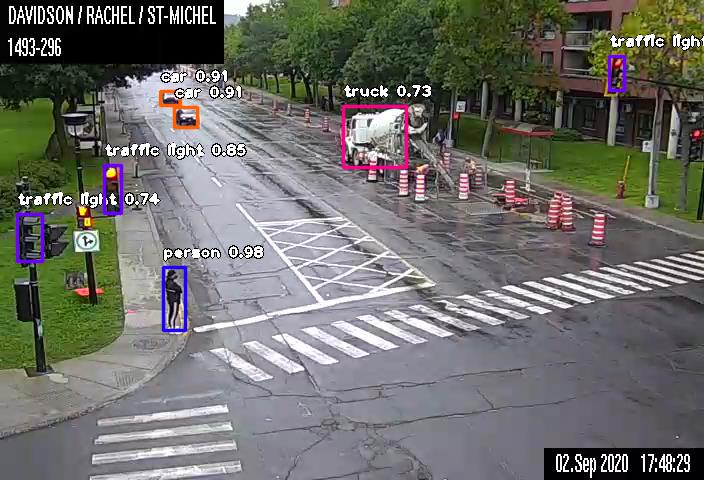 DAVIDSON / RACHEL / ST-MICHEL
1493-296
traffic light
car 0.91
car 0.91
truck 0.73
traffic light 0.85
traffic light 0.74
person 0.98
02.Sep 2020 17:48:29